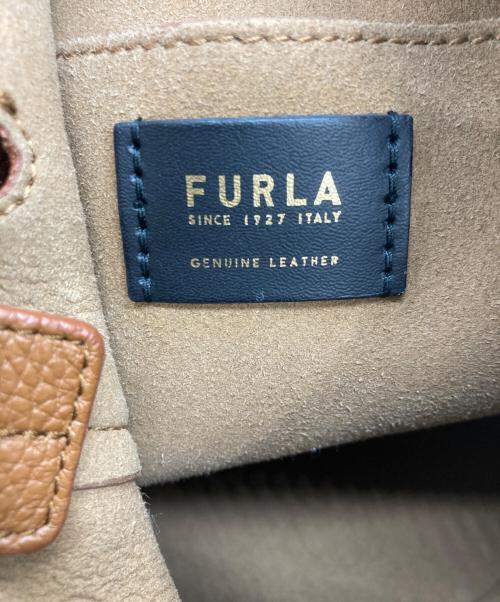 FURLA
SINCE 1927 ITALY
GENUINE LEATHER